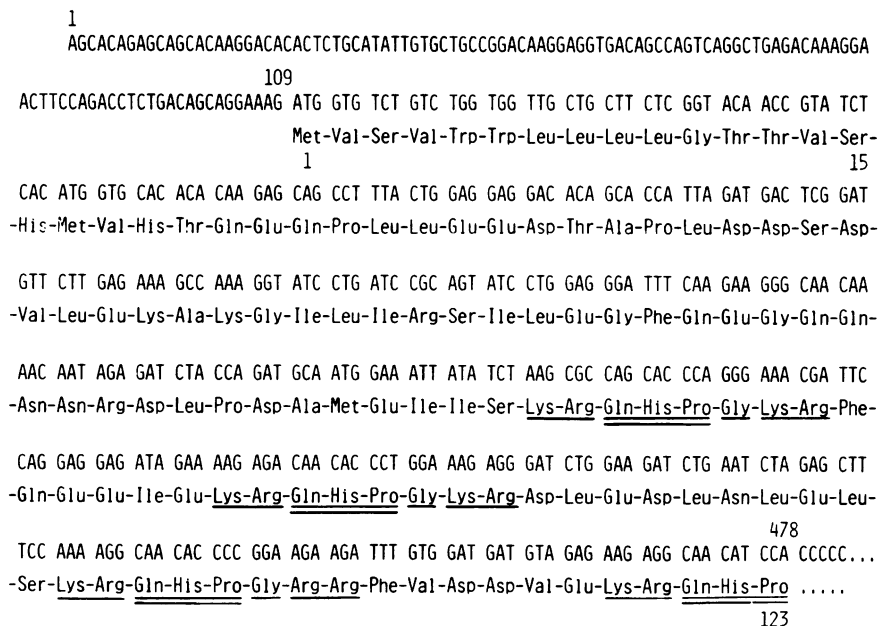 1
AGCACAGAGCAGCACAAGGACACACTCTGCATATTGTGCTGCCGGACAAGGAGGTGACAGCCAGTCAGGCTGAGACAAAGGA
109
ACTTCCAGACCTCTGACAGCAGGAAAG ATG GTG TCT GTC TGG TGG TTG CTG CTT CTC GGT ACA ACC GTA TCT
Met-Val-Ser-Val-Trp-Trp-Leu-Leu-Leu-Leu-Gly-Thr-Thr-Val-Ser-
1 15
CAC ATG GTG CAC ACA CAA GAG CAG CCT TTA CTG GAG GAG GAC ACA GCA CCA TTA GAT GAC TCG GAT
-His-Met-Val-His-Thr-Gln-Glu-Gln-Pro-Leu-Leu-Glu-Glu-Asp-Thr-Ala-Pro-Leu-Asp-Asp-Ser-Asp-
GTT CTT GAG AAA GCC AAA GGT ATC CTG ATC CGC AGT ATC CTG GAG GGA TTT CAA GAA GGG CAA CAA
-Val-Leu-Glu-Lys-Ala-Lys-Gly-Ile-Leu-Ile-Arg-Ser-Ile-Leu-Glu-Gly-Phe-Gln-Glu-Gly-Gln-Gln-
AAC AAT AGA GAT CTA CCA GAT GCA ATG GAA ATT ATA TCT AAG CGC CAG CAC CCA GGG AAA CGA TTC
-Asn-Asn-Arg-Asp-Leu-Pro-Asp-Ala-Met-Glu-Ile-Ile-Ser-Lys-Arg-Gln-His-Pro-Gly-Lys-Arg-Phe-
CAG GAG GAG ATA GAA AAG AGA CAA CAC CCT GGA AAG AGG GAT CTG GAA GAT CTG AAT CTA GAG CTT
-Gln-Glu-Glu-Ile-Glu-Lys-Arg-Gln-His-Pro-Gly-Lys-Arg-Asp-Leu-Glu-Asp-Leu-Asn-Leu-Glu-Leu-
478
TCC AAA AGG CAA CAC CCC GGA AGA AGA TTT GTG GAT GAT GTA GAG AAG AGG CAA CAT CCA CCCCC...
-Ser-Lys-Arg-Gln-His-Pro-Gly-Arg-Arg-Phe-Val-Asp-Asp-Val-Glu-Lys-Arg-Gln-His-Pro .....
123